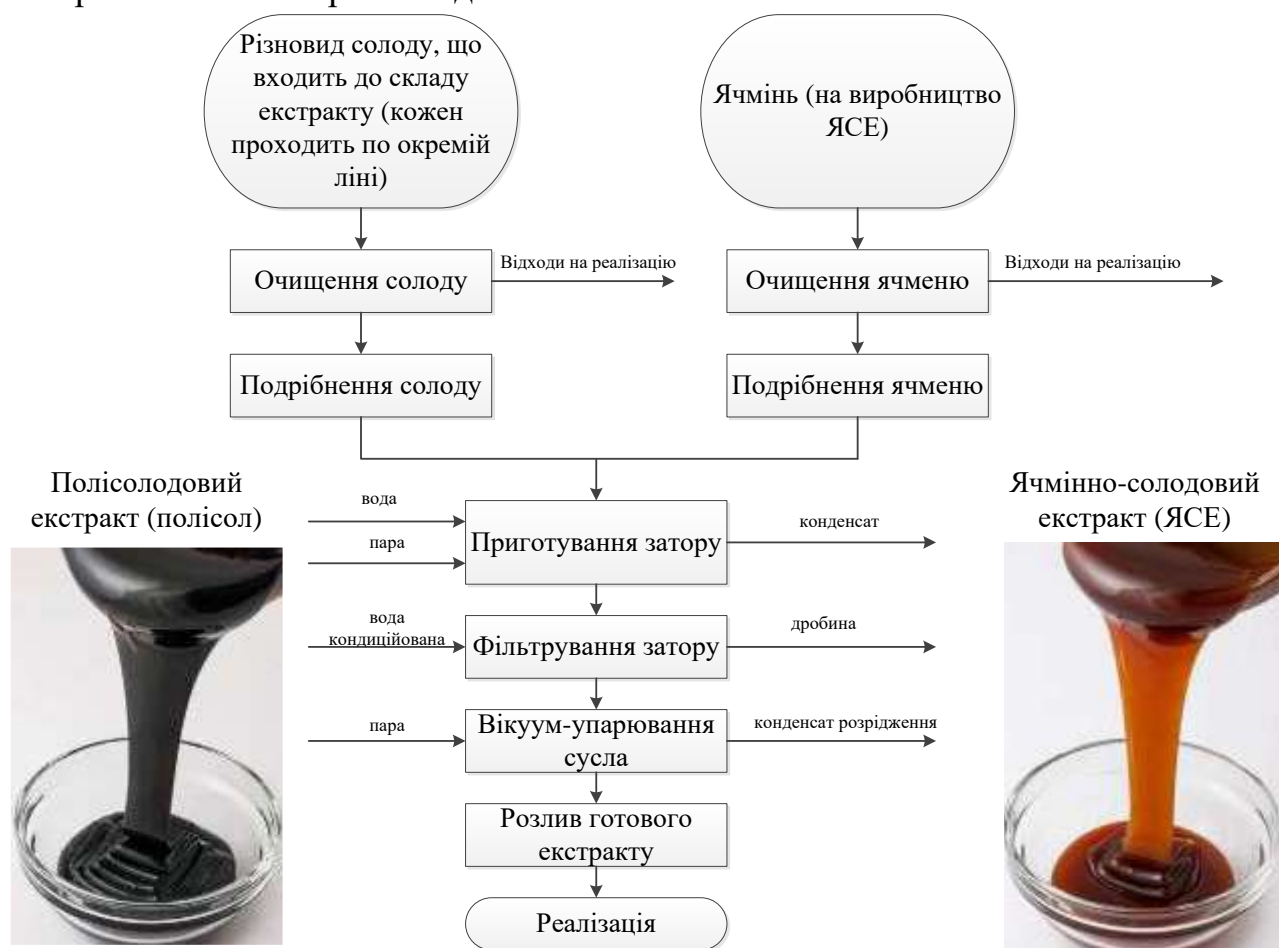 Різновид солоду, що
входить до складу
екстракту (кожен
проходить по окремій
ліні)
Ячмінь (на виробництво
ЯСЕ)
Очищення солоду
Відходи на реалізацію
Очищення ячменю
Відходи на реалізацію
Подрібнення солоду
Подрібнення ячменю
Полісолодовий
екстракт (полісол)
Ячмінно-солодовий
екстракт (ЯСЕ)
вода
пара
Приготування затору
конденсат
вода
кондиційована
Фільтрування затору
дробина
пара
Вікуум-упарювання
сусла
конденсат розрідження
Розлив готового
екстракту
Реалізація